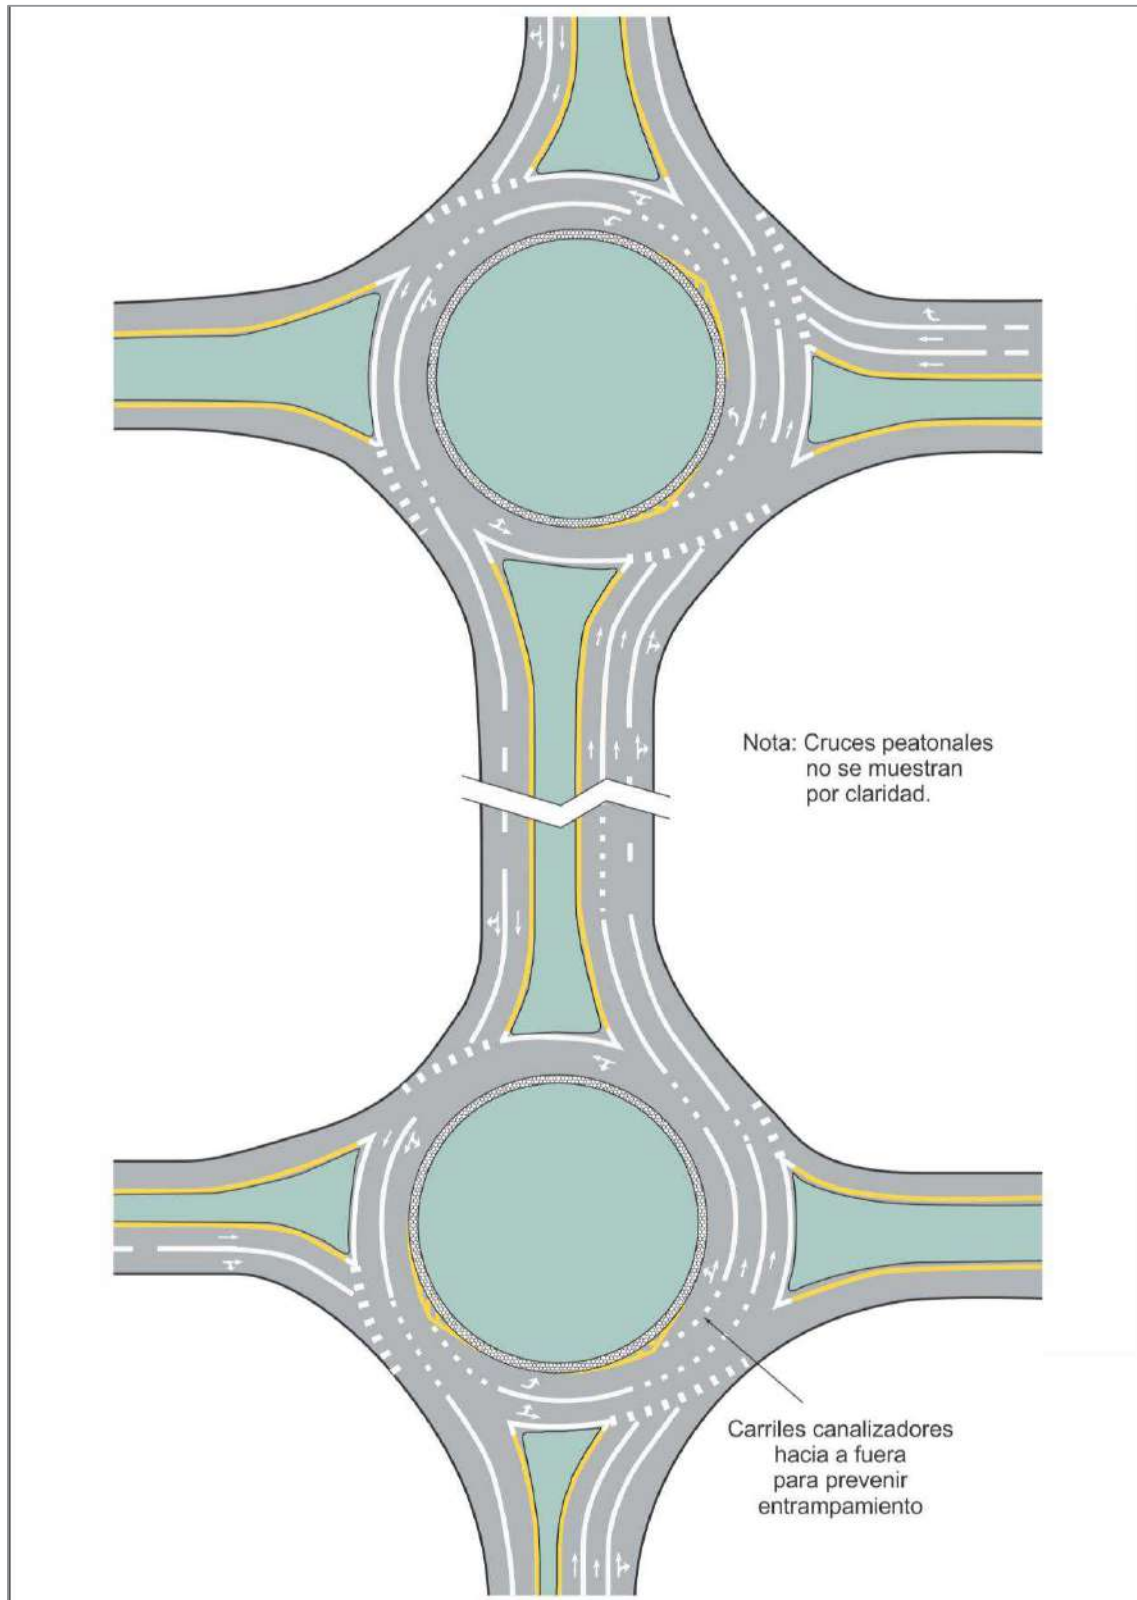 Nota: Cruces peatonales
no se muestran
por claridad.
Carriles canalizadores
hacia a fuera
para prevenir
entrampamiento